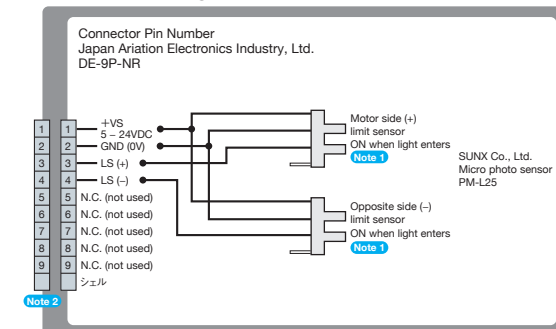 Connector Pin Number
Japan Ariation Electronics Industry, Ltd.
DE-9P-NR
1 1 +VS
5 – 24VDC
2 2 GND (0V)
3 3 LS (+)
4 4 LS (–)
5 5 N.C. (not used)
6 6 N.C. (not used)
7 7 N.C. (not used)
8 8 N.C. (not used)
9 9 N.C. (not used)
シェル
Note 2
Motor side (+)
limit sensor
ON when light enters
Note 1
SUNX Co., Ltd.
Micro photo sensor
PM-L25
Opposite side (–)
limit sensor
ON when light enters
Note 1